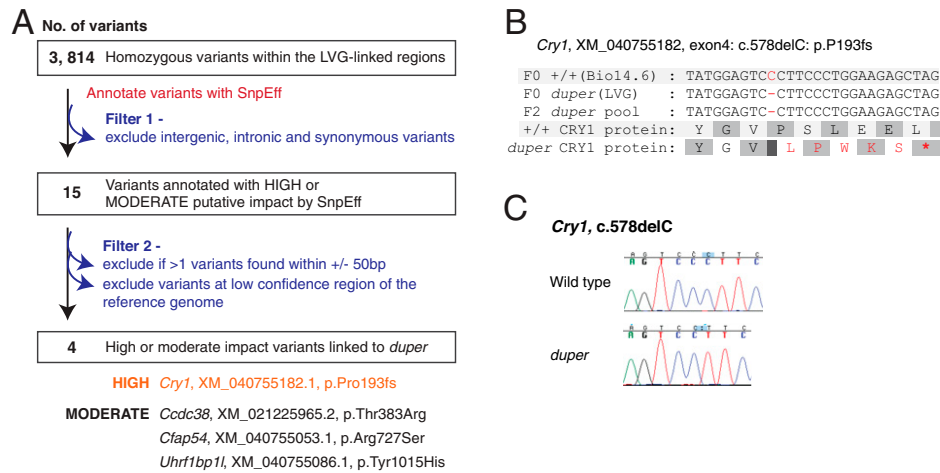 A
No. of variants
3, 814 Homozygous variants within the LVG-linked regions
Annotate variants with SnpEff
Filter 1 -
exclude intergenic, intronic and synonymous variants
15 Variants annotated with HIGH or
MODERATE putative impact by SnpEff
Filter 2 -
exclude if >1 variants found within +/- 50bp
exclude variants at low confidence region of the
reference genome
4 High or moderate impact variants linked to duper
HIGH Cry1, XM_040755182.1, p.Pro193fs
MODERATE Ccdc38, XM_021225965.2, p.Thr383Arg
Cfap54, XM_040755053.1, p.Arg727Ser
Uhrf1bp1l, XM_040755086.1, p.Tyr1015His
B
Cry1, XM_040755182, exon4: c.578delC: p.P193fs
F0 +/+(Bio14.6) : TATGGAGTCCCTTCCCTGGAAGAGCTAG
F0 duper(LVG) : TATGGAGTC-CTTCCCTGGAAGAGCTAG
F2 duper pool : TATGGAGTC-CTTCCCTGGAAGAGCTAG
+/+ CRY1 protein: Y G V P S L E E L
duper CRY1 protein: Y G V L P W K S *
C
Cry1, c.578delC
Wild type
A G T C C C T T C
A G T C C C T T C
duper
A G T C C T T C
A G T C C T T C